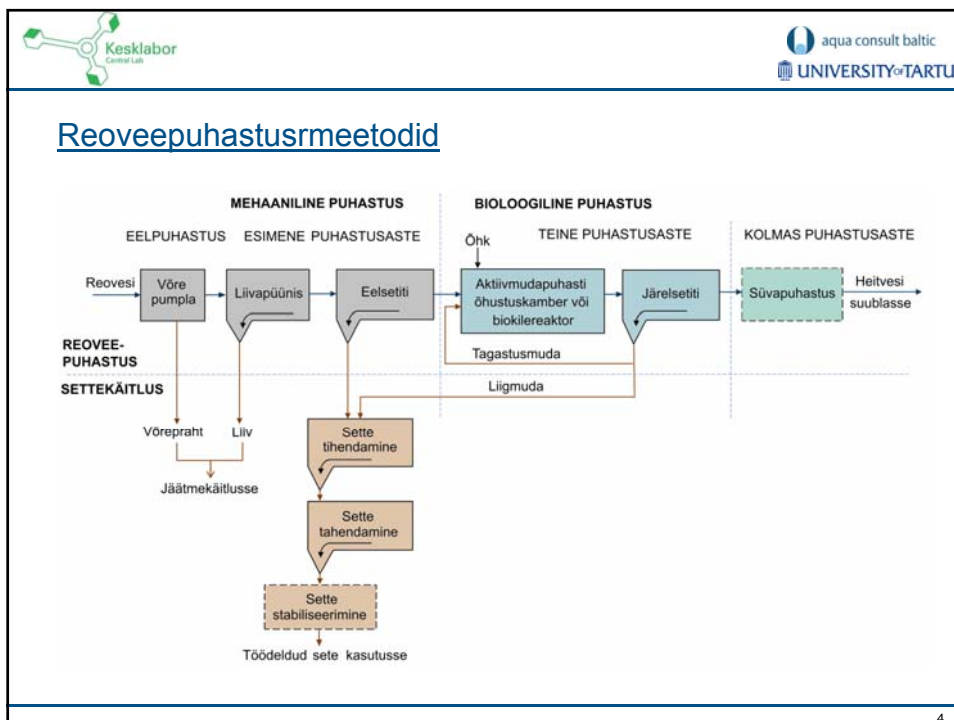 Kesklabor
Central Lab
aqua consult baltic
UNIVERSITY OF TARTU
Reoveepuhastusrmeetodid
MEHAANILINE PUHASTUS
BIOLOOGILINE PUHASTUS
EELPUHASTUS
ESIMENE PUHASTUSASTE
TEINE PUHASTUSASTE
KOLMAS PUHASTUSASTE
Õhk
Reovesi
Võre
pumpla
Liivapüünis
Eelsetiti
Aktiivmudapuhasti
õhustuskamber või
biokilereaktor
Järelsetiti
Süvapuhastus
Heitvesi
suublasse
REOVEE-
PUHASTUS
Tagastusmuda
SETTEKÄITLUS
Liigmuda
Võrepraht
Liiv
Jäätmekäitlusse
Sette
tihendamine
Sette
tahendamine
Sette
stabiliseerimine
Töödeldud sete kasutusse
4